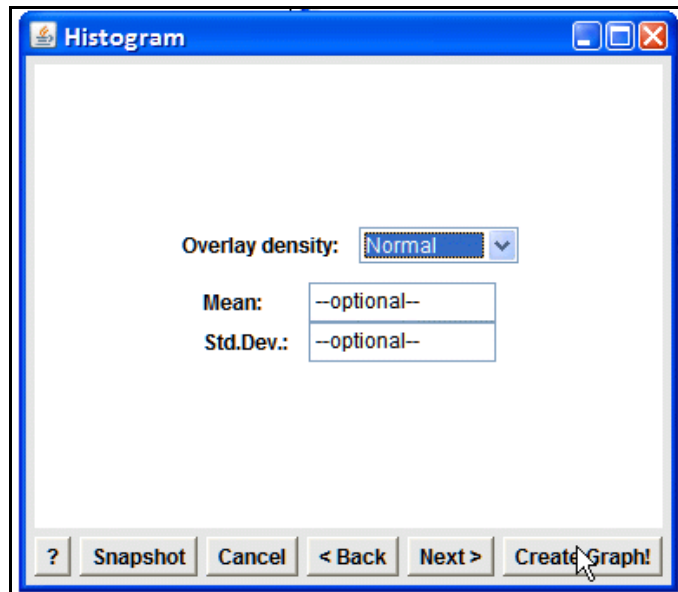 Histogram
Overlay density: Normal
Mean: --optional--
Std.Dev.: --optional--
? Snapshot Cancel < Back Next > Create Graph!